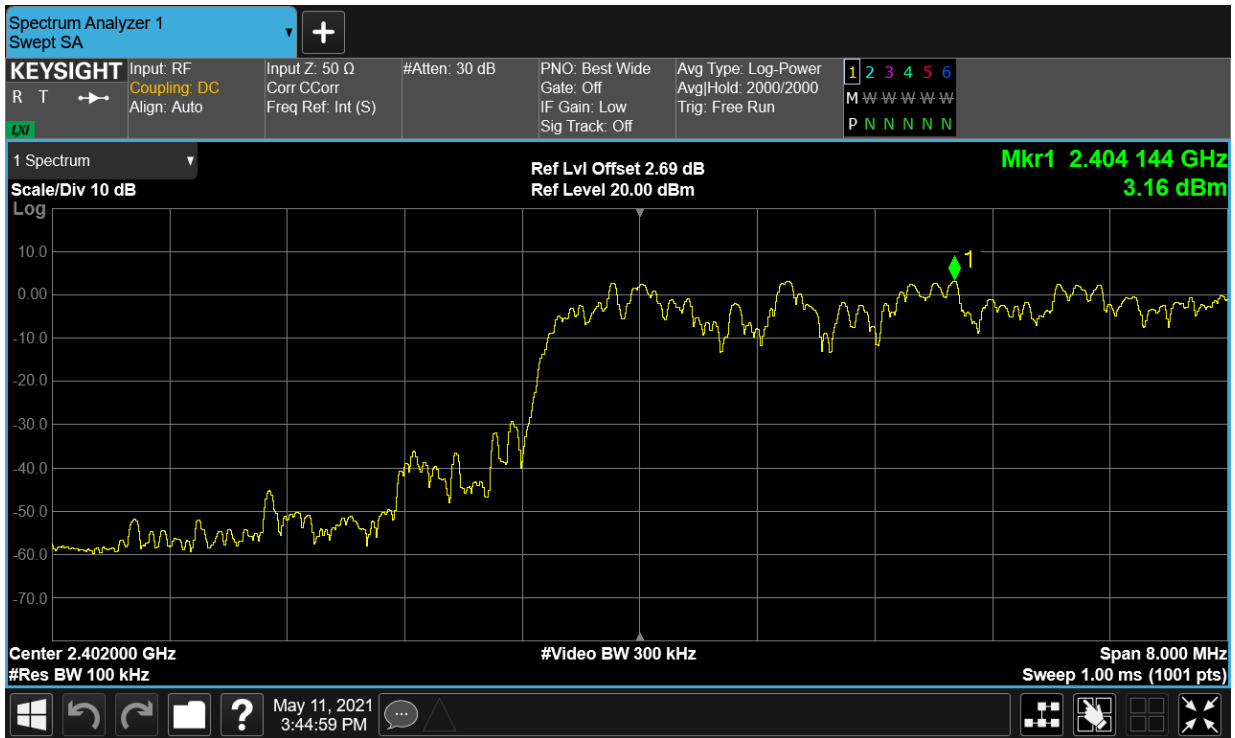 Spectrum Analyzer 1
Swept SA
KEYSIGHT
R T
LXI
Input: RF
Coupling: DC
Align: Auto
Input Z: 50 Ω
Corr CCorr
Freq Ref: Int (S)
#Atten: 30 dB
PNO: Best Wide
Gate: Off
IF Gain: Low
Sig Track: Off
Avg Type: Log-Power
Avg|Hold: 2000/2000
Trig: Free Run
1 2 3 4 5 6
M W W W W W
P N N N N N
1 Spectrum
Scale/Div 10 dB
Ref Lvl Offset 2.69 dB
Ref Level 20.00 dBm
Mkr1 2.404 144 GHz
3.16 dBm
Log
10.0
0.00
-10.0
-20.0
-30.0
-40.0
-50.0
-60.0
-70.0
1
Center 2.402000 GHz
#Res BW 100 kHz
#Video BW 300 kHz
Span 8.000 MHz
Sweep 1.00 ms (1001 pts)
?
May 11, 2021
3:44:59 PM